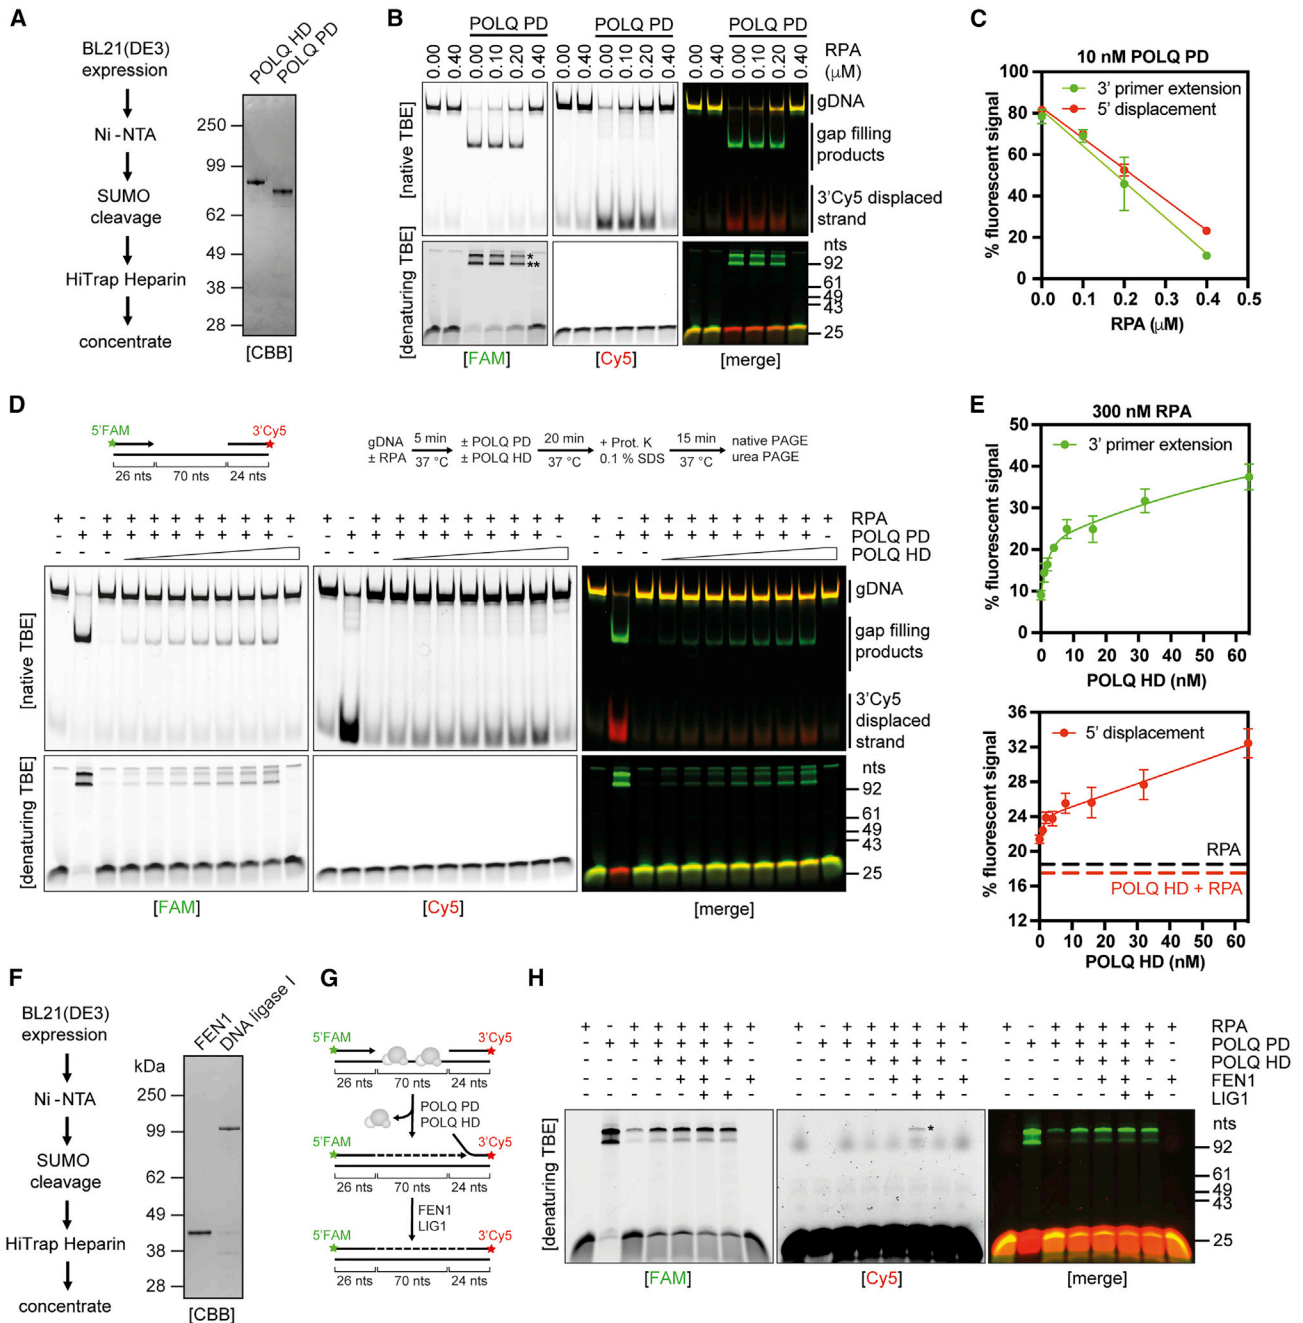 A
BL21(DE3)
expression
Ni-NTA
SUMO
cleavage
HiTrap Heparin
concentrate
POLQ HD
POLQ PD
250
99
62
49
38
28
[CBB]
B
POLQ PD POLQ PD POLQ PD
0.00 0.40 0.00 0.10 0.20 0.40 0.00 0.40 0.00 0.10 0.20 0.40 0.00 0.40 0.00 0.10 0.20 0.40 RPA (μM)
[native TBE]
gDNA
gap filling
products
3'Cy5 displaced
strand
[denaturing TBE]
*
**
nts
92
61
49
43
25
[FAM] [Cy5] [merge]
C
10 nM POLQ PD
3' primer extension
5' displacement
% fluorescent signal
100
80
60
40
20
0
0.0 0.1 0.2 0.3 0.4 0.5
RPA (μM)
D
5'FAM 3'Cy5
26 nts 70 nts 24 nts
gDNA 5 min ± POLQ PD 20 min + Prot. K 15 min native PAGE
± RPA 37 °C ± POLQ HD 37 °C 0.1 % SDS 37 °C urea PAGE
+ - + + + + + + + + + + - + + + + + + + + + + - + + + + + + + + + RPA
- + + + + + + + + + - - + + + + + + + + + - - + + + + + + + + + - POLQ PD
- - - - - - - - - POLQ HD
[native TBE]
gDNA
gap filling
products
3'Cy5
displaced
strand
[denaturing TBE]
nts
92
61
49
43
25
[FAM] [Cy5] [merge]
E
300 nM RPA
3' primer extension
% fluorescent signal
50
40
30
20
10
0
0 10 20 30 40 50 60
POLQ HD (nM)
5' displacement
% fluorescent signal
36
32
28
24
20
16
12
RPA
POLQ HD + RPA
0 10 20 30 40 50 60
POLQ HD (nM)
F
BL21(DE3)
expression
Ni-NTA
SUMO
cleavage
HiTrap Heparin
concentrate
FEN1
DNA ligase I
kDa
250
99
62
49
38
28
[CBB]
G
5'FAM 3'Cy5
26 nts 70 nts 24 nts
POLQ PD
POLQ HD
5'FAM 3'Cy5
26 nts 70 nts 24 nts
FEN1
LIG1
5'FAM 3'Cy5
26 nts 70 nts 24 nts
H
+ - + + + + + + + - + + + + + + + - + + + + + + RPA
- + + + + + + - - + + + + + + - - + + + + + + - POLQ PD
- - - + + + + - - - - + + + + - - - - + + + + - POLQ HD
- - - - + + - + - - - - + + - + - - - - + + - + FEN1
- - - - - + + - - - - - - + + - - - - - - + + - LIG1
[denaturing TBE]
*
nts
92
61
49
43
25
[FAM] [Cy5] [merge]